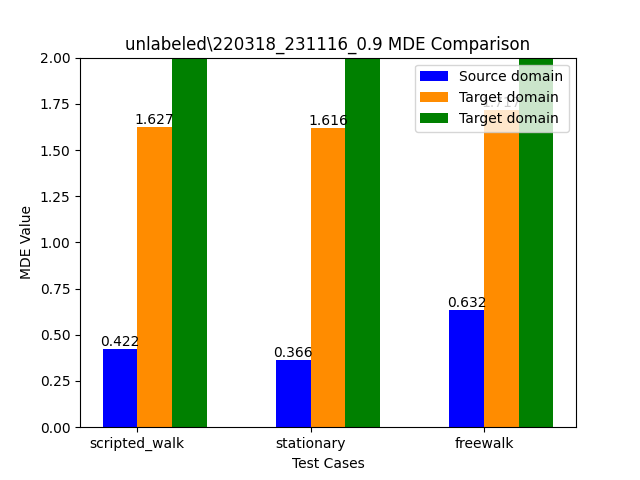 unlabeled\220318_231116_0.9 MDE Comparison
2.00
1.75
1.50
1.25
1.00
0.75
0.50
0.25
0.00
MDE Value
Source domain
Target domain
Target domain
1.627
1.616
1.717
0.422
0.366
0.632
scripted_walk
stationary
freewalk
Test Cases